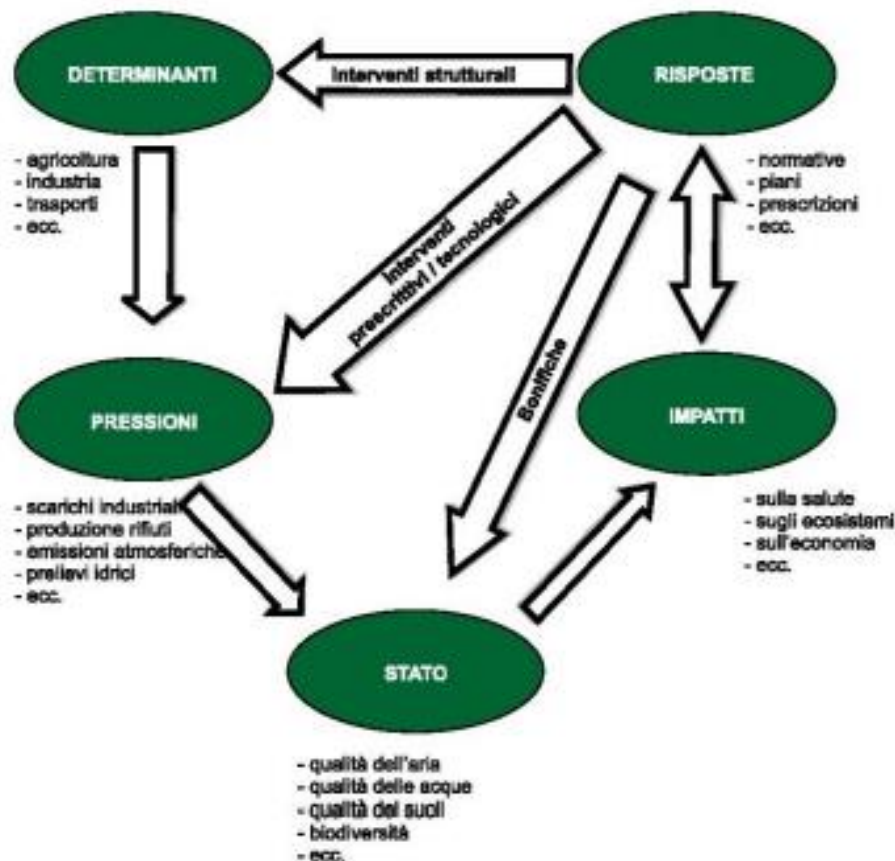 DETERMINANTI
Interventi strutturali
RISPOSTE
- agricoltura
- industria
- trasporti
- ecc.
- normative
- piani
- prescrizioni
- ecc.
Interventi
prescrittivi / tecnologici
Bonifiche
PRESSIONI
IMPATTI
- scarichi industriali
- produzione rifiuti
- emissioni atmosferiche
- prelievi idrici
- ecc.
- sulla salute
- sugli ecosistemi
- sull'economia
- ecc.
STATO
- qualità dell'aria
- qualità delle acque
- qualità dei suoli
- biodiversità
- ecc.